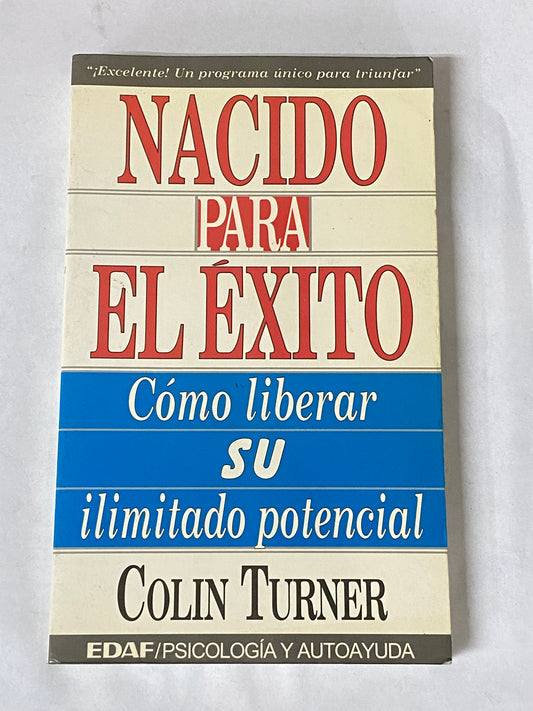 "¡Excelente! Un programa único para triunfar"
NACIDO
PARA
EL ÉXITO
Cómo liberar
SU
ilimitado potencial
COLIN TURNER
EDAF/PSICOLOGÍA Y AUTOAYUDA